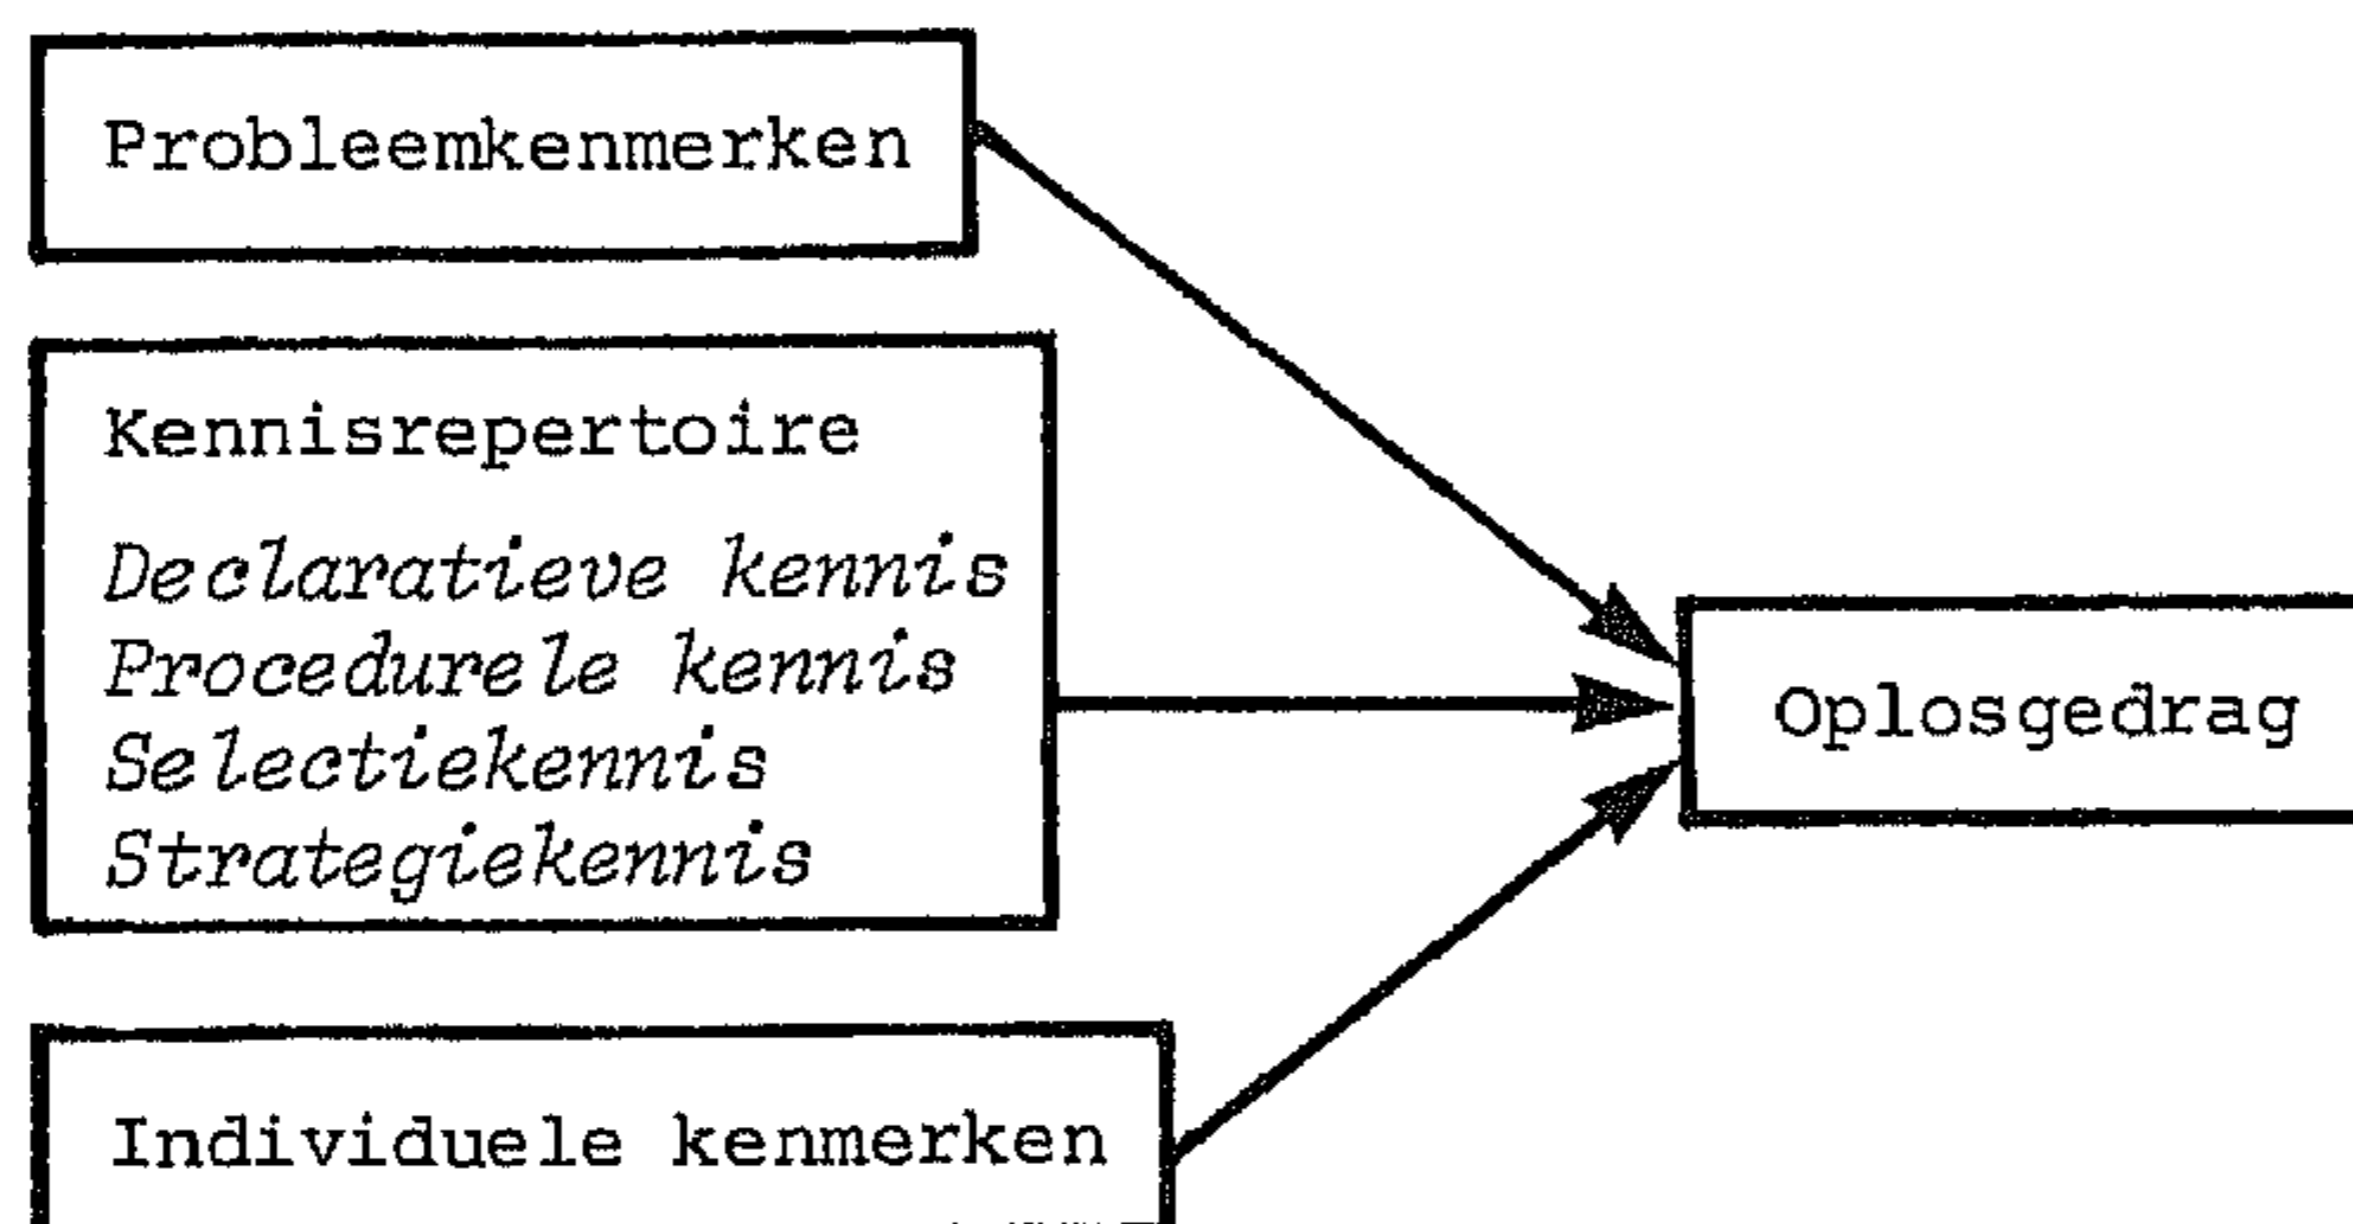 Probleemkenmerken
Kennisrepertoire
Declaratieve kennis
Procedurele kennis
Selectiekennis
Strategiekennis
Oplosgedrag
Individuele kenmerken